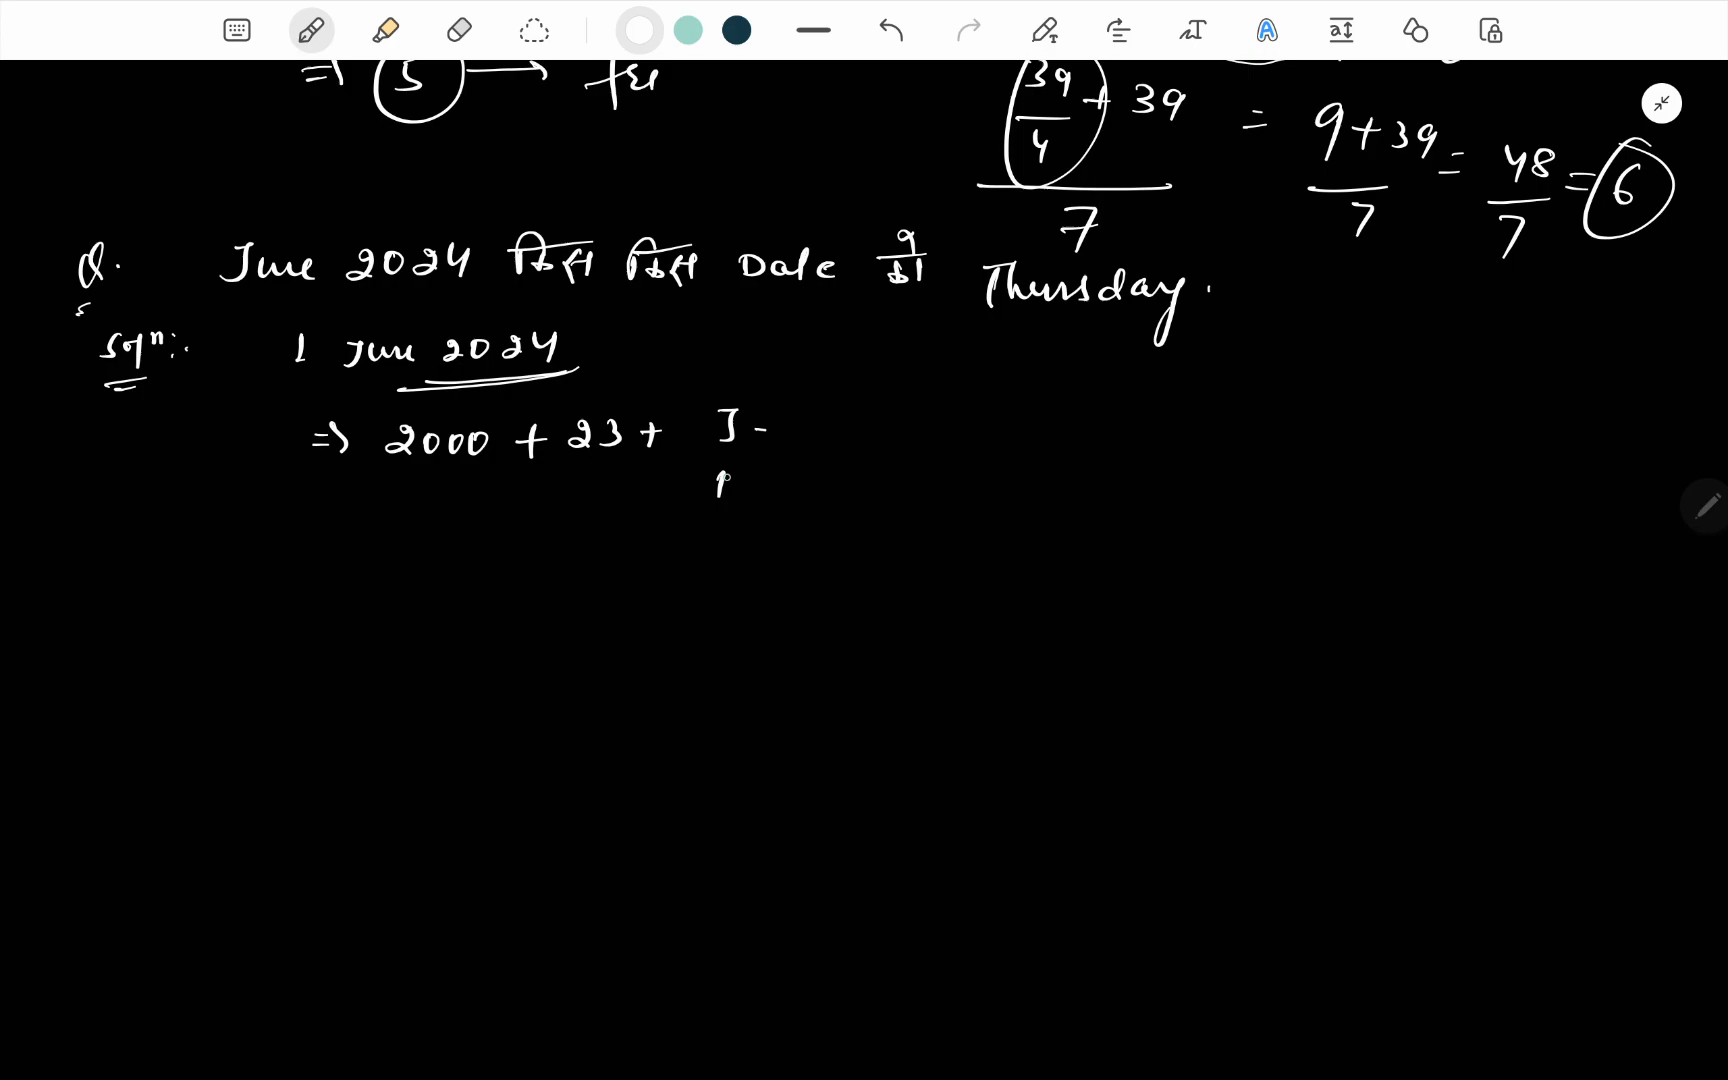 => 5 → fri
39/4 + 39 / 7 = 9 + 39 / 7 = 48 / 7 = 6
Q. June 2024 किस किस Date को Thursday.
Solⁿ:- 1 June 2024
=> 2000 + 23 + J -